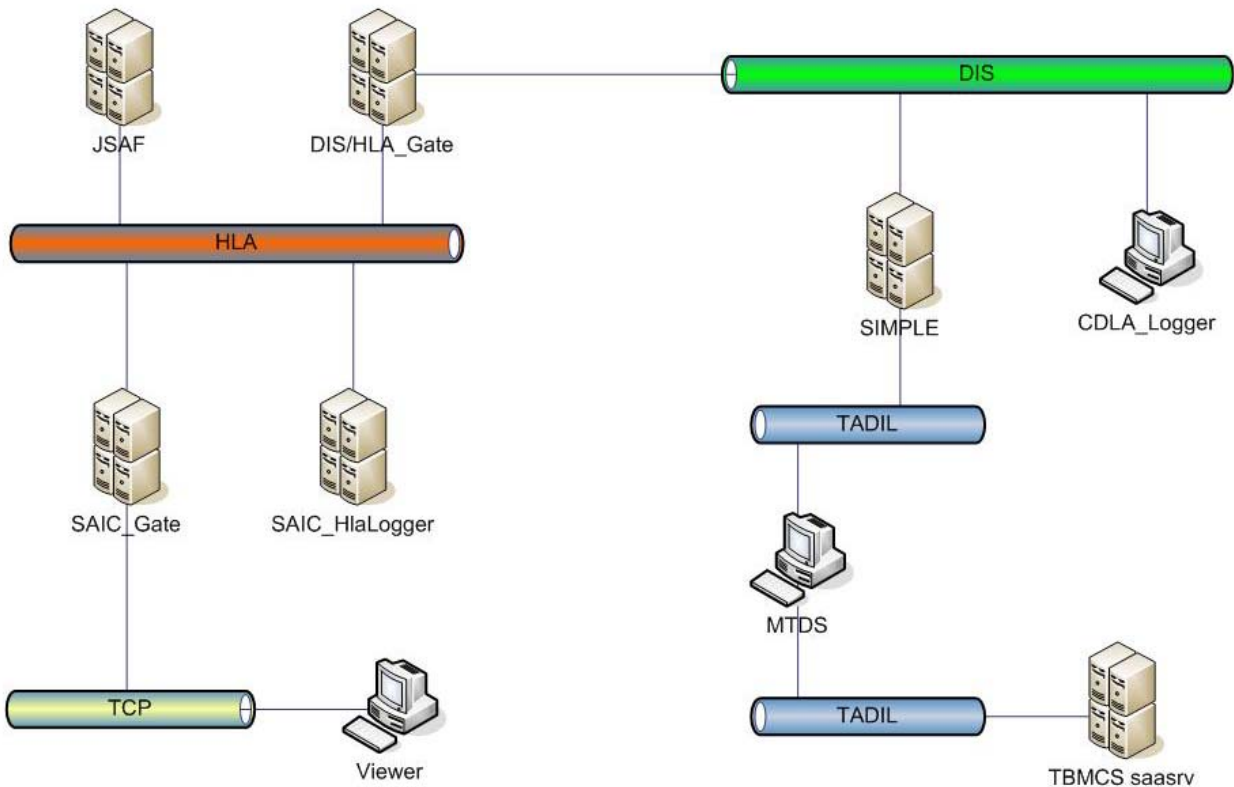 JSAF
DIS/HLA_Gate
DIS
HLA
SIMPLE
CDLA_Logger
TADIL
SAIC_Gate
SAIC_HlaLogger
MTDS
TCP
Viewer
TADIL
TBMCS saasrv